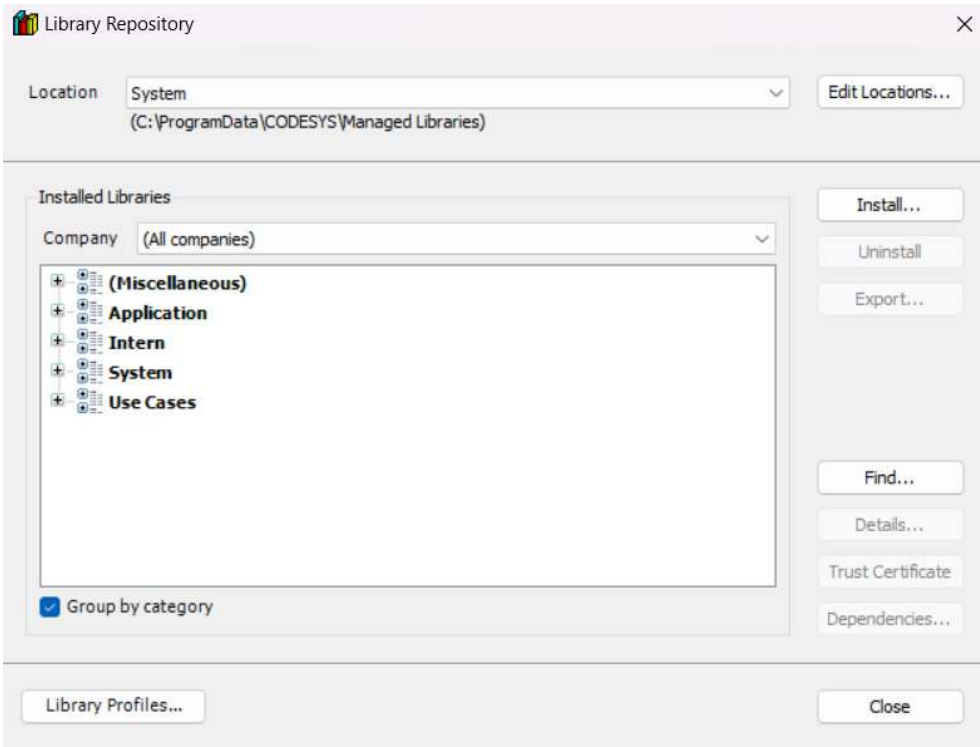 Library Repository
Location System Edit Locations...
(C:\ProgramData\CODESYS\Managed Libraries)
Installed Libraries
Install...
Company (All companies)
Uninstall
(Miscellaneous)
Export...
Application
Intern
System
Use Cases
Find...
Details...
Trust Certificate
Group by category
Dependencies...
Library Profiles... Close